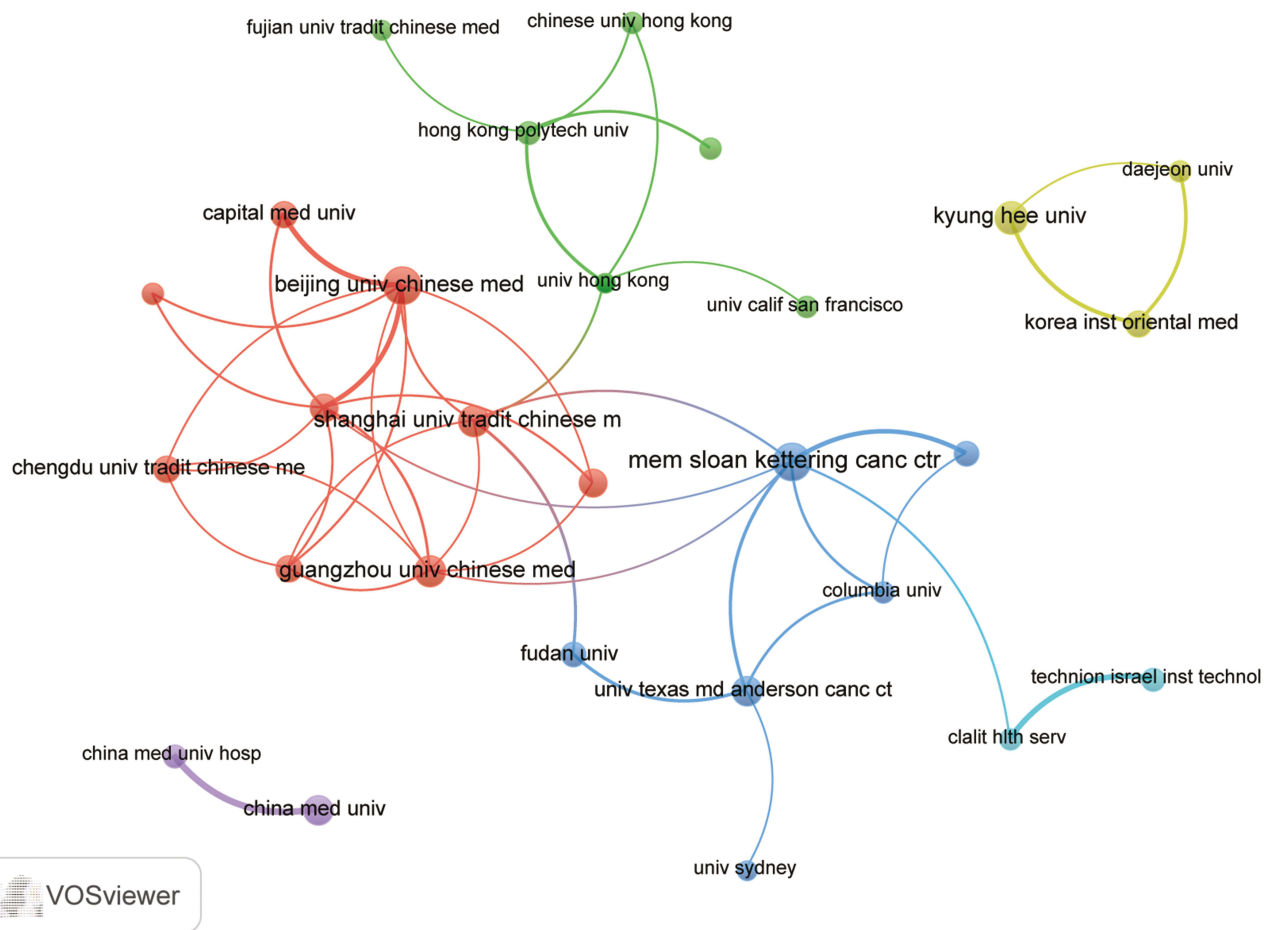 fujian univ tradit chinese med
chinese univ hong kong
hong kong polytech univ
daejeon univ
capital med univ
kyung hee univ
beijing univ chinese med
univ hong kong
univ calif san francisco
korea inst oriental med
shanghai univ tradit chinese m
mem sloan kettering canc ctr
chengdu univ tradit chinese me
guangzhou univ chinese med
columbia univ
fudan univ
univ texas md anderson canc ct
technion israel inst technol
clalit hlth serv
china med univ hosp
china med univ
univ sydney
VOSviewer